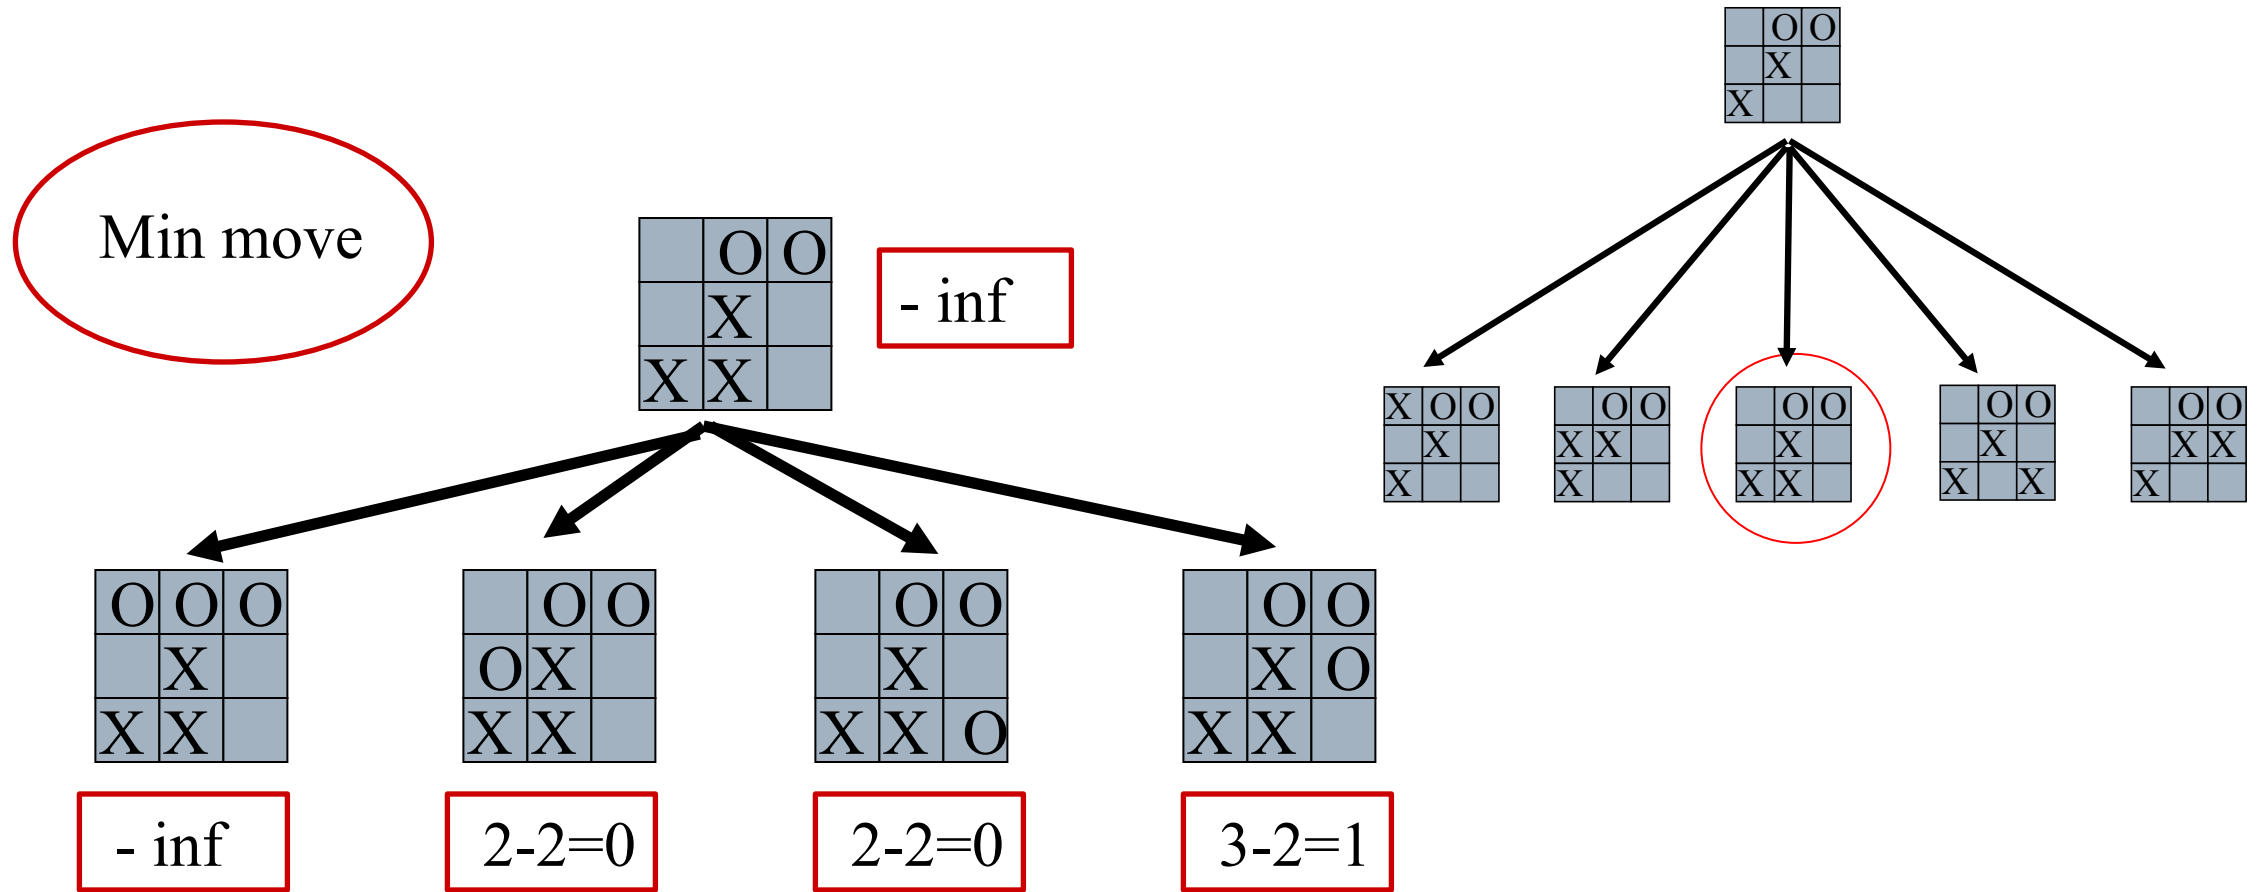 O O
X
X
Min move
O O
X
X X
- inf
X O O
X
X
O O
X X
X
O O
X
X X
O O
X
X X
O O
X X
X
O O O
X
X X
O O
O X
X X
O O
X
X X O
O O
X O
X X
- inf
2-2=0
2-2=0
3-2=1